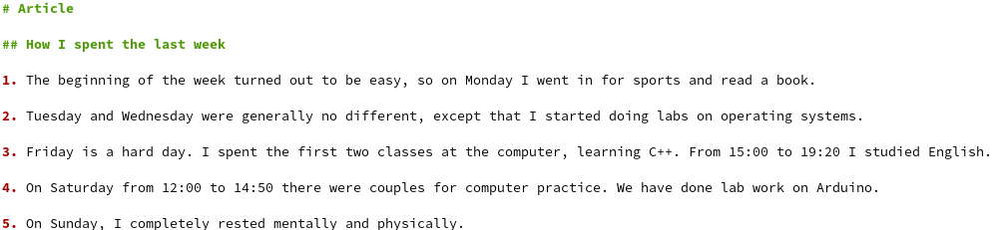 # Article
## How I spent the last week
1. The beginning of the week turned out to be easy, so on Monday I went in for sports and read a book.
2. Tuesday and Wednesday were generally no different, except that I started doing labs on operating systems.
3. Friday is a hard day. I spent the first two classes at the computer, learning C++. From 15:00 to 19:20 I studied English.
4. On Saturday from 12:00 to 14:50 there were couples for computer practice. We have done lab work on Arduino.
5. On Sunday, I completely rested mentally and physically.